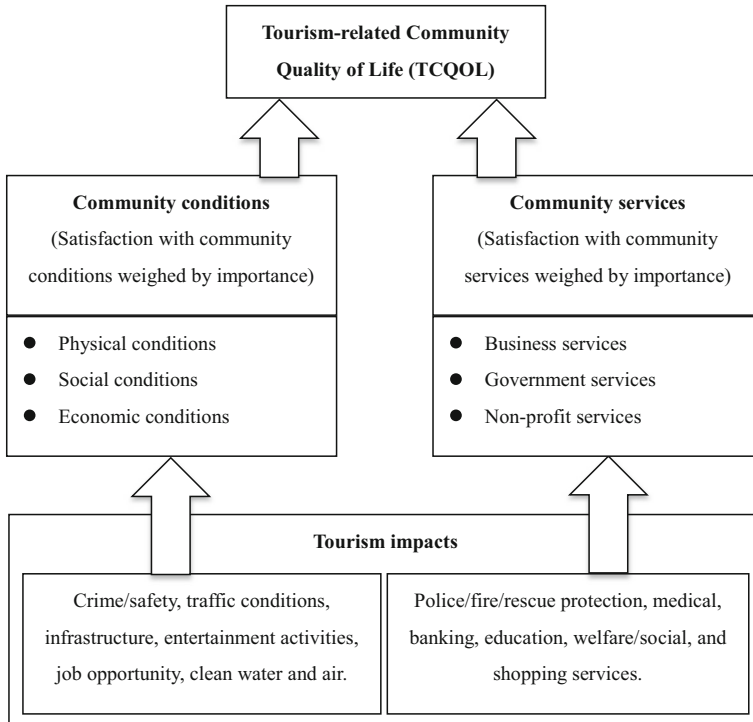 Tourism-related Community
Quality of Life (TCQOL)
Community conditions
(Satisfaction with community
conditions weighed by importance)
● Physical conditions
● Social conditions
● Economic conditions
Community services
(Satisfaction with community
services weighed by importance)
● Business services
● Government services
● Non-profit services
Tourism impacts
Crime/safety, traffic conditions,
infrastructure, entertainment activities,
job opportunity, clean water and air.
Police/fire/rescue protection, medical,
banking, education, welfare/social, and
shopping services.